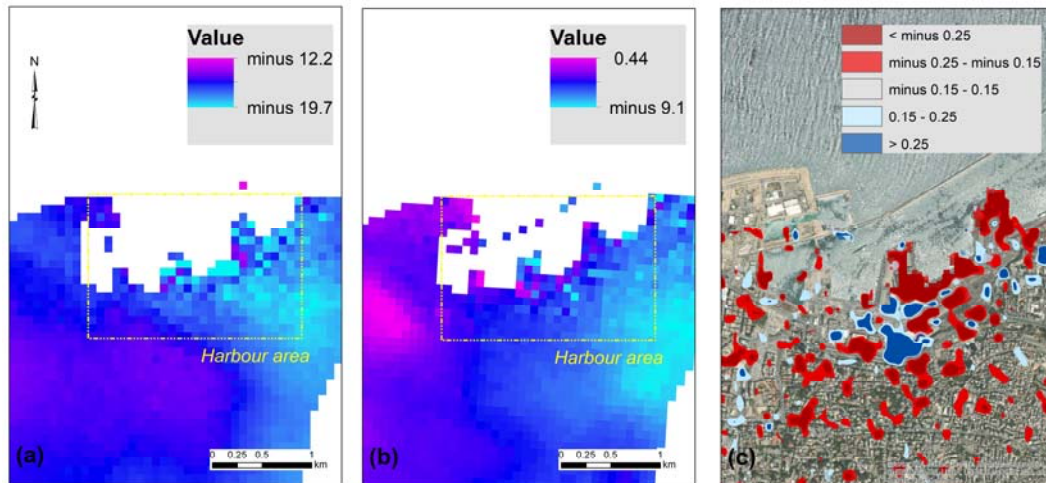 N
Value
minus 12.2
minus 19.7
Harbour area
0 0.25 0.5 1
km
(a)
Value
0.44
minus 9.1
Harbour area
0 0.25 0.5 1
km
(b)
< minus 0.25
minus 0.25 - minus 0.15
minus 0.15 - 0.15
0.15 - 0.25
> 0.25
(c)